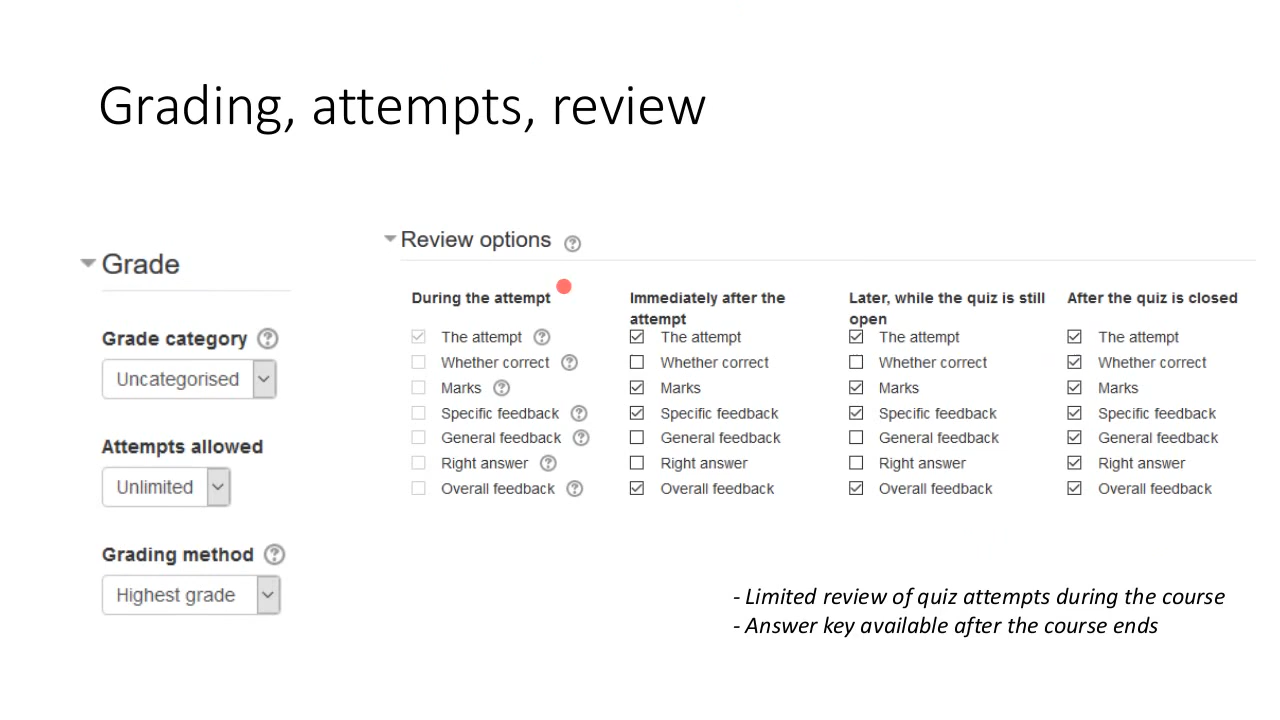 Grading, attempts, review
Grade
Grade category
Uncategorised
Attempts allowed
Unlimited
Grading method
Highest grade
Review options
During the attempt
The attempt
Whether correct
Marks
Specific feedback
General feedback
Right answer
Overall feedback
Immediately after the
attempt
The attempt
Whether correct
Marks
Specific feedback
General feedback
Right answer
Overall feedback
Later, while the quiz is still
open
The attempt
Whether correct
Marks
Specific feedback
General feedback
Right answer
Overall feedback
After the quiz is closed
The attempt
Whether correct
Marks
Specific feedback
General feedback
Right answer
Overall feedback
- Limited review of quiz attempts during the course
- Answer key available after the course ends